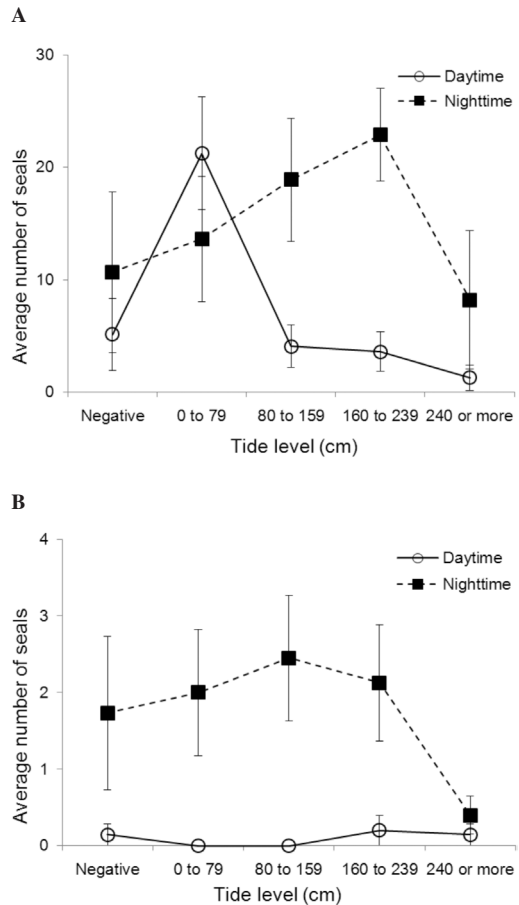 A
30
20
10
0
Average number of seals
Daytime
Nighttime
Negative 0 to 79 80 to 159 160 to 239 240 or more
Tide level (cm)
B
4
3
2
1
0
Average number of seals
Daytime
Nighttime
Negative 0 to 79 80 to 159 160 to 239 240 or more
Tide level (cm)